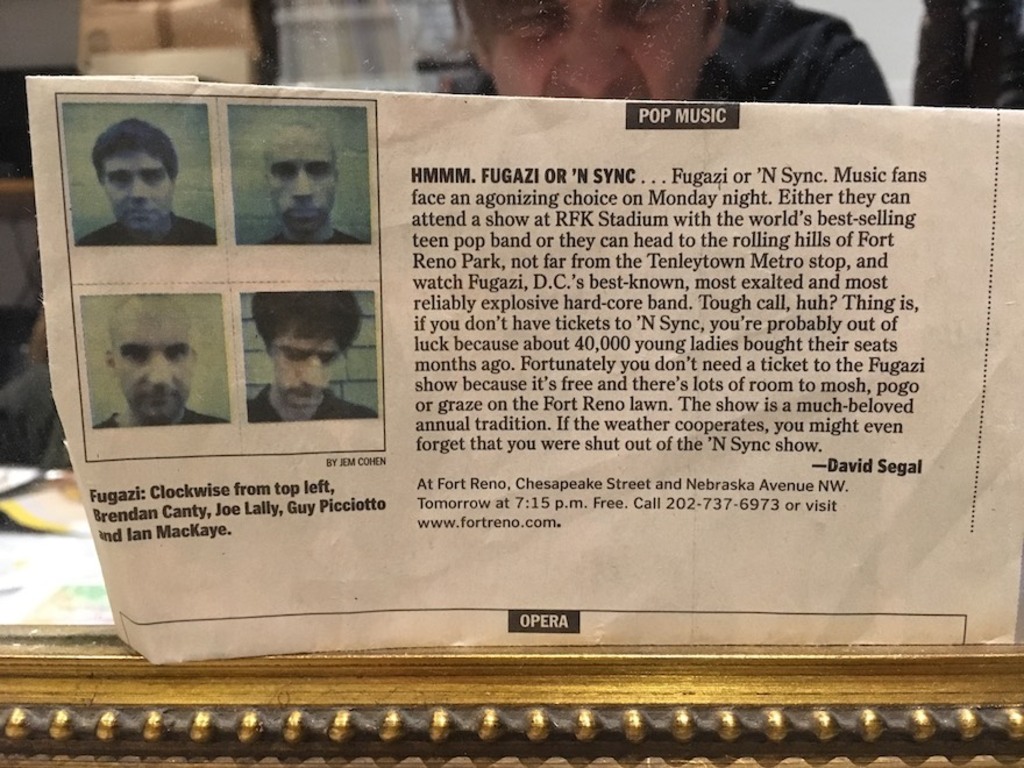 POP MUSIC
HMMM. FUGAZI OR 'N SYNC . . . Fugazi or 'N Sync. Music fans
face an agonizing choice on Monday night. Either they can
attend a show at RFK Stadium with the world's best-selling
teen pop band or they can head to the rolling hills of Fort
Reno Park, not far from the Tenleytown Metro stop, and
watch Fugazi, D.C.'s best-known, most exalted and most
reliably explosive hard-core band. Tough call, huh? Thing is,
if you don't have tickets to 'N Sync, you're probably out of
luck because about 40,000 young ladies bought their seats
months ago. Fortunately you don't need a ticket to the Fugazi
show because it's free and there's lots of room to mosh, pogo
or graze on the Fort Reno lawn. The show is a much-beloved
annual tradition. If the weather cooperates, you might even
forget that you were shut out of the 'N Sync show.
—David Segal
At Fort Reno, Chesapeake Street and Nebraska Avenue NW.
Tomorrow at 7:15 p.m. Free. Call 202-737-6973 or visit
www.fortreno.com.
BY JEM COHEN
Fugazi: Clockwise from top left,
Brendan Canty, Joe Lally, Guy Picciotto
and Ian MacKaye.
OPERA